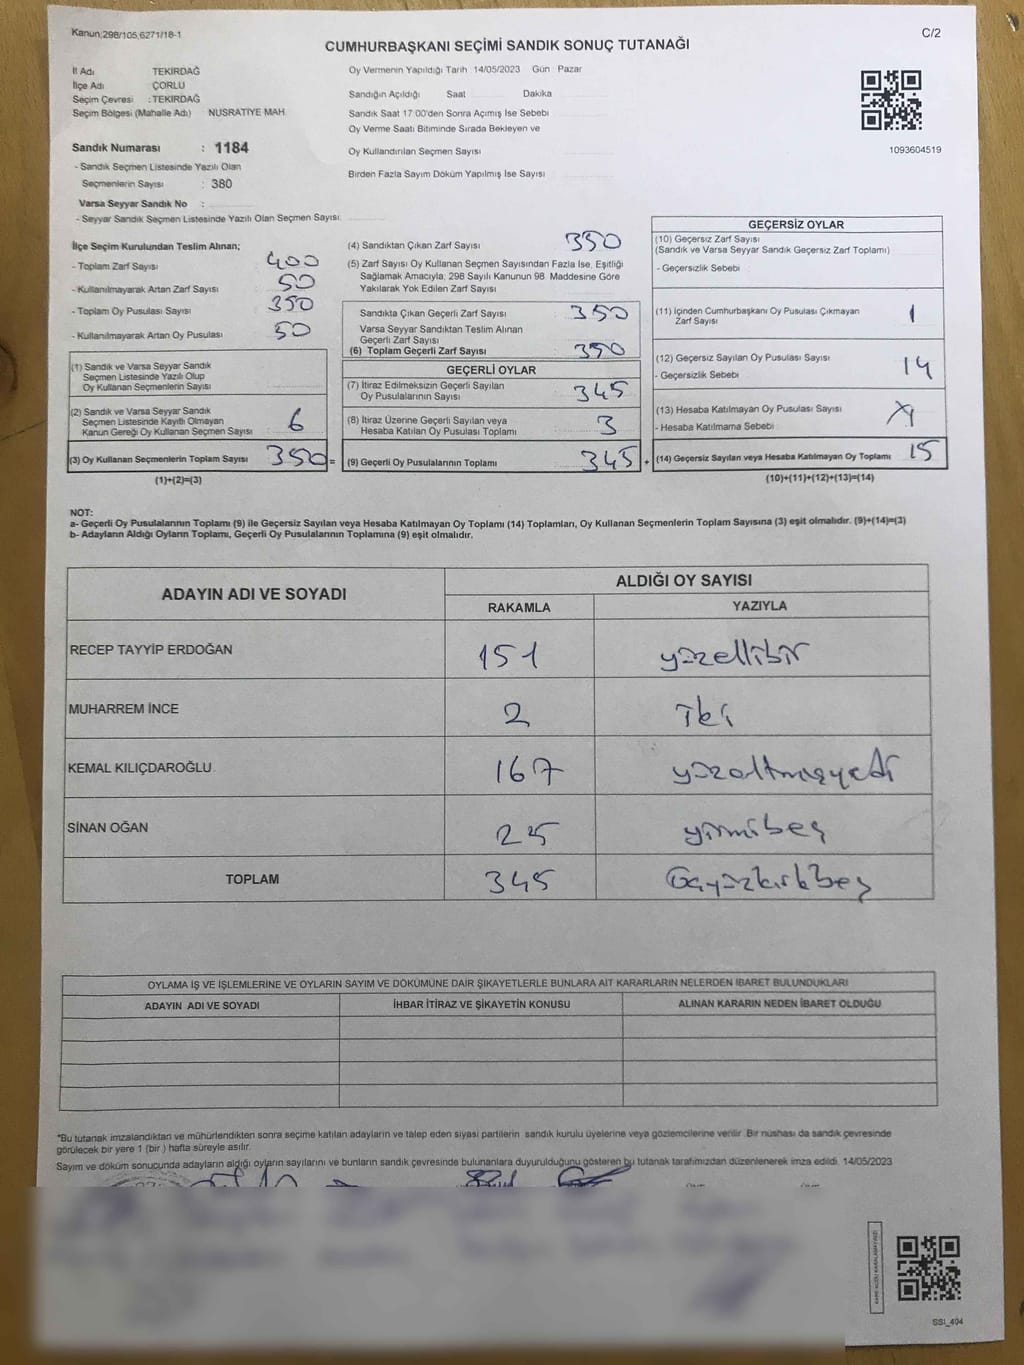 Kanun;298/105,6271/18-1
C/2
CUMHURBAŞKANI SEÇİMİ SANDIK SONUÇ TUTANAĞI
İl Adı TEKİRDAĞ
İlçe Adı ÇORLU
Seçim Çevresi : TEKİRDAĞ
Seçim Bölgesi (Mahalle Adı) NUSRATİYE MAH.
Sandık Numarası : 1184
- Sandık Seçmen Listesinde Yazılı Olan
Seçmenlerin Sayısı : 380
Varsa Seyyar Sandık No :
- Seyyar Sandık Seçmen Listesinde Yazılı Olan Seçmen Sayısı:
Oy Vermenin Yapıldığı Tarih 14/05/2023 Gün Pazar
Sandığın Açıldığı Saat Dakika
Sandık Saat 17:00'den Sonra Açımış İse Sebebi
Oy Verme Saati Bitiminde Sırada Bekleyen ve
Oy Kullandırılan Seçmen Sayısı
Birden Fazla Sayım Döküm Yapılmış İse Sayısı
1093604519
İlçe Seçim Kurulundan Teslim Alınan;
- Toplam Zarf Sayısı 400
- Kullanılmayarak Artan Zarf Sayısı 50
- Toplam Oy Pusulası Sayısı 350
- Kullanılmayarak Artan Oy Pusulası 50
(1) Sandık ve Varsa Seyyar Sandık
Seçmen Listesinde Yazılı Olup
Oy Kullanan Seçmenlerin Sayısı
(2) Sandık ve Varsa Seyyar Sandık
Seçmen Listesinde Kayıtlı Olmayan
Kanun Gereği Oy Kullanan Seçmen Sayısı 6
(3) Oy Kullanan Seçmenlerin Toplam Sayısı 350 =
(1)+(2)=(3)
(4) Sandıktan Çıkan Zarf Sayısı 350
(5) Zarf Sayısı Oy Kullanan Seçmen Sayısından Fazla İse, Eşitliği
Sağlamak Amacıyla; 298 Sayılı Kanunun 98. Maddesine Göre
Yakılarak Yok Edilen Zarf Sayısı
Sandıkta Çıkan Geçerli Zarf Sayısı 350
Varsa Seyyar Sandıktan Teslim Alınan
Geçerli Zarf Sayısı
(6) Toplam Geçerli Zarf Sayısı 350
GEÇERLİ OYLAR
(7) İtiraz Edilmeksizin Geçerli Sayılan
Oy Pusulalarının Sayısı 345
(8) İtiraz Üzerine Geçerli Sayılan veya
Hesaba Katılan Oy Pusulası Toplamı 3
(9) Geçerli Oy Pusulalarının Toplamı 345 +
GEÇERSİZ OYLAR
(10) Geçersiz Zarf Sayısı
(Sandık ve Varsa Seyyar Sandık Geçersiz Zarf Toplamı)
- Geçersizlik Sebebi
(11) İçinden Cumhurbaşkanı Oy Pusulası Çıkmayan
Zarf Sayısı 1
(12) Geçersiz Sayılan Oy Pusulası Sayısı 14
- Geçersizlik Sebebi
(13) Hesaba Katılmayan Oy Pusulası Sayısı
- Hesaba Katılmama Sebebi
(14) Geçersiz Sayılan veya Hesaba Katılmayan Oy Toplamı 15
(10)+(11)+(12)+(13)=(14)
NOT:
a- Geçerli Oy Pusulalarının Toplamı (9) ile Geçersiz Sayılan veya Hesaba Katılmayan Oy Toplamı (14) Toplamları, Oy Kullanan Seçmenlerin Toplam Sayısına (3) eşit olmalıdır. (9)+(14)=(3)
b- Adayların Aldığı Oyların Toplamı, Geçerli Oy Pusulalarının Toplamına (9) eşit olmalıdır.
ADAYIN ADI VE SOYADI ALDIĞI OY SAYISI
RAKAMLA YAZIYLA
RECEP TAYYİP ERDOĞAN 151 yüzellibir
MUHARREM İNCE 2 İki
KEMAL KILIÇDAROĞLU 167 yüzaltmışyedi
SİNAN OĞAN 25 yirmibeş
TOPLAM 345 üçyüzkırkbeş
OYLAMA İŞ VE İŞLEMLERİNE VE OYLARIN SAYIM VE DÖKÜMÜNE DAİR ŞİKAYETLERLE BUNLARA AİT KARARLARIN NELERDEN İBARET BULUNDUKLARI
ADAYIN ADI VE SOYADI İHBAR İTİRAZ VE ŞİKAYETİN KONUSU ALINAN KARARIN NEDEN İBARET OLDUĞU
*Bu tutanak imzalandıktan ve mühürlendikten sonra seçime katılan adayların ve talep eden siyasi partilerin sandık kurulu üyelerine veya gözlemcilerine verilir. Bir nüshası da sandık çevresinde
görülecek bir yere 1 (bir ) hafta süreyle asılır.
Sayım ve döküm sonucunda adayların aldığı oyların sayılarını ve bunların sandık çevresinde bulunanlara duyurulduğunu gösteren bu tutanak tarafımızdan düzenlenerek imza edildi. 14/05/2023
SSI_404